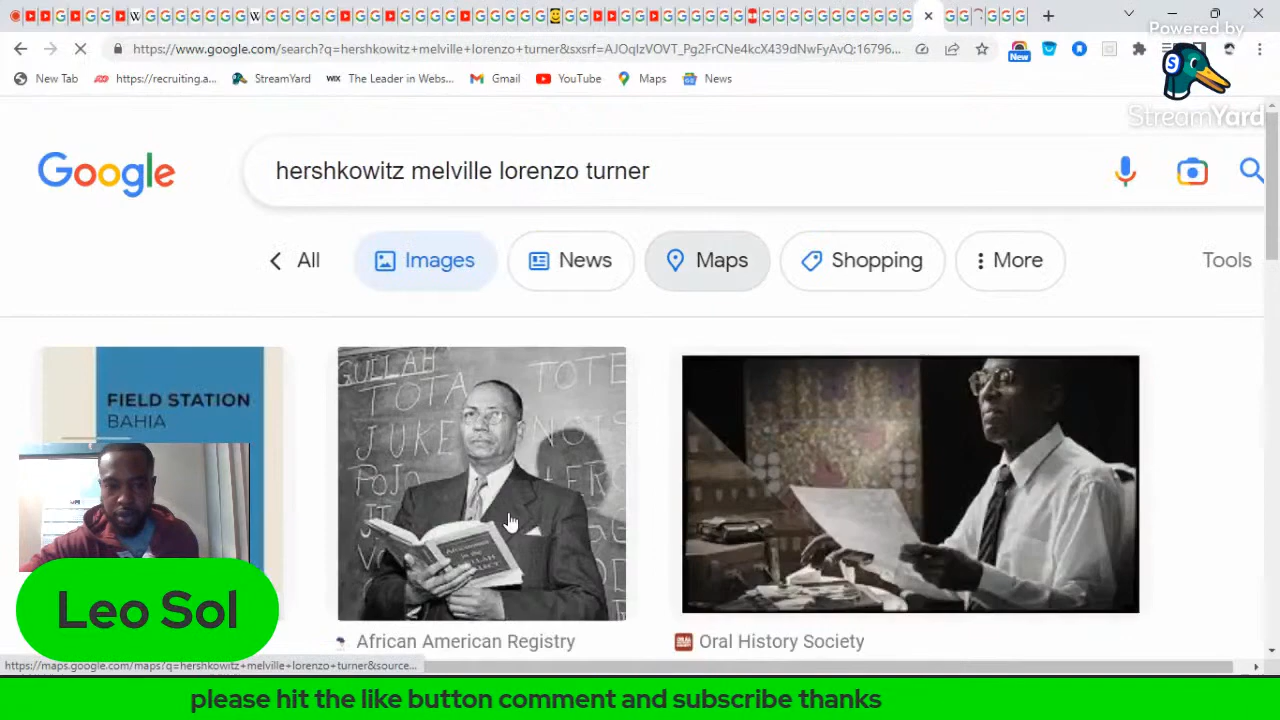 Powered by
https://www.google.com/search?q=hershkowitz+melville+lorenzo+turner&sxsrf=AJOqlzVOVT_Pg2FrCNe4kcX439dNwFyAvQ:16796...
New
New Tab
https://recruiting.a...
StreamYard
WIX
The Leader in Webs...
Gmail
YouTube
Maps
News
StreamYard
Google
hershkowitz melville lorenzo turner
All
Images
News
Maps
Shopping
More
Tools
FIELD STATION
BAHIA
GULLAH
TOTA
TOTE
JUKE
POJO
African American Registry
Oral History Society
Leo Sol
https://maps.google.com/maps?q=hershkowitz+melville+lorenzo+turner&source...
please hit the like button comment and subscribe thanks